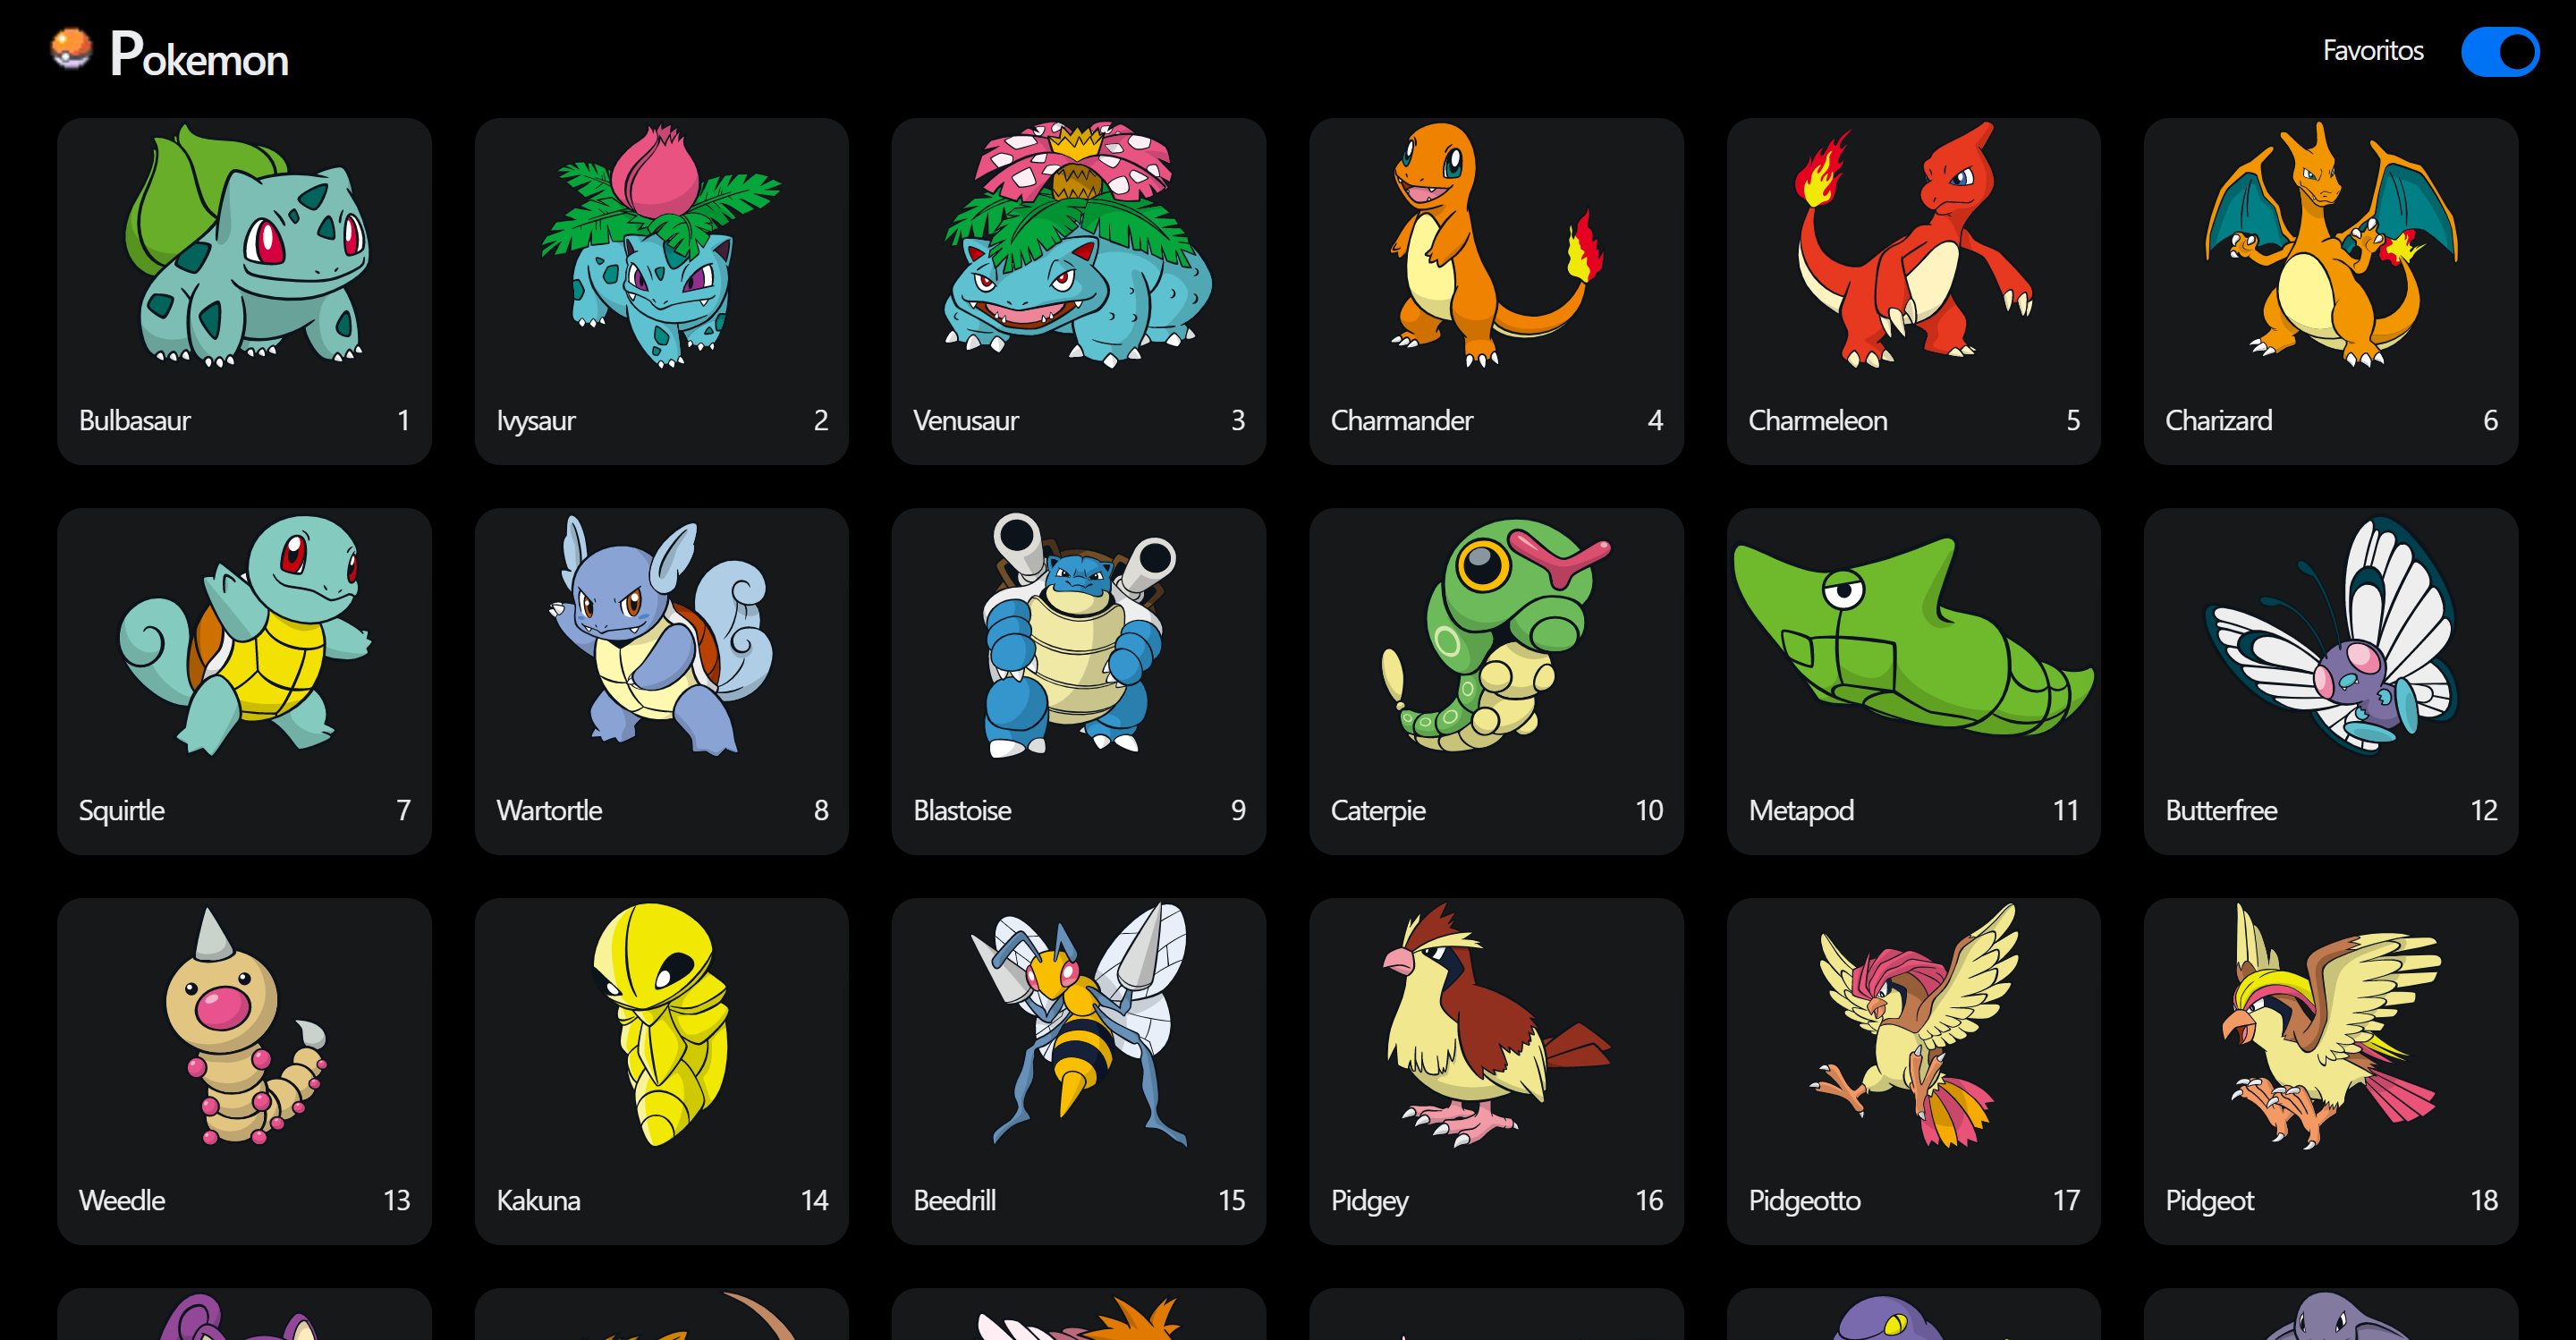 Pokemon
Favoritos
Bulbasaur 1
Ivysaur 2
Venusaur 3
Charmander 4
Charmeleon 5
Charizard 6
Squirtle 7
Wartortle 8
Blastoise 9
Caterpie 10
Metapod 11
Butterfree 12
Weedle 13
Kakuna 14
Beedrill 15
Pidgey 16
Pidgeotto 17
Pidgeot 18